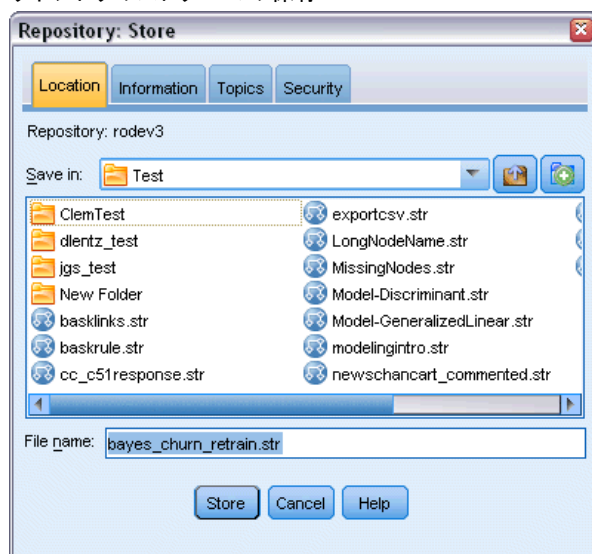 Repository: Store
Location Information Topics Security
Repository: rodev3
Save in: Test
ClemTest
dlentz_test
jgs_test
New Folder
basklinks.str
baskrule.str
cc_c51response.str
exportcsv.str
LongNodeName.str
MissingNodes.str
Model-Discriminant.str
Model-GeneralizedLinear.str
modelingintro.str
newschancart_commented.str
File name: bayes_churn_retrain.str
Store Cancel Help